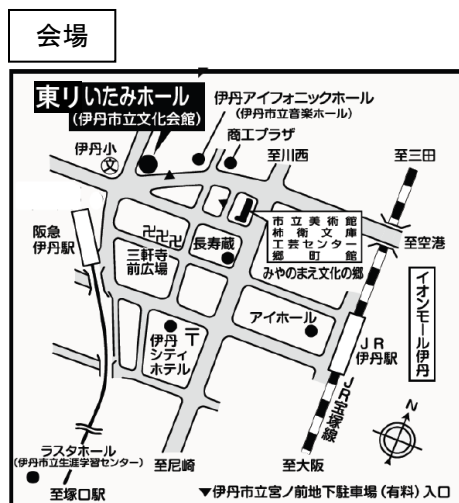 会場
東リいたみホール
(伊丹市立文化会館)
伊丹アイフォニックホール
(伊丹市立音楽ホール)
商工プラザ
伊丹小
文
至川西
至三田
阪急
伊丹駅
三軒寺
前広場
長寿蔵
市立美術館
柿衞文庫
工芸センター
郷町館
みやのまえ文化の郷
至空港
イオンモール伊丹
伊丹
シティ
ホテル
〒
アイホール
JR
伊丹駅
JR宝塚線
N
ラスタホール
(伊丹市立生涯学習センター)
至塚口駅
至尼崎
至大阪
▼伊丹市立宮ノ前地下駐車場(有料)入口